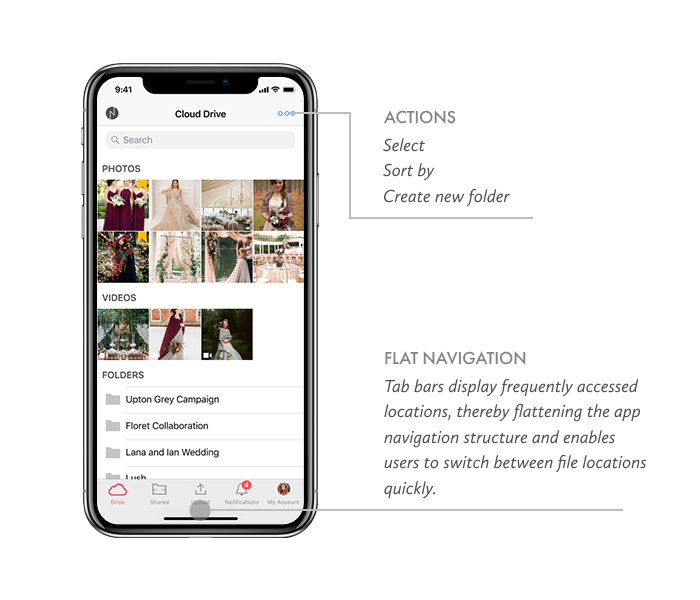 9:41
Cloud Drive
Search
PHOTOS
VIDEOS
FOLDERS
Upton Grey Campaign
Floret Collaboration
Lana and Ian Wedding
Lush
4
Drive
Shared
Upload
Notifications
My Account
ACTIONS
Select
Sort by
Create new folder
FLAT NAVIGATION
Tab bars display frequently accessed
locations, thereby flattening the app
navigation structure and enables
users to switch between file locations
quickly.